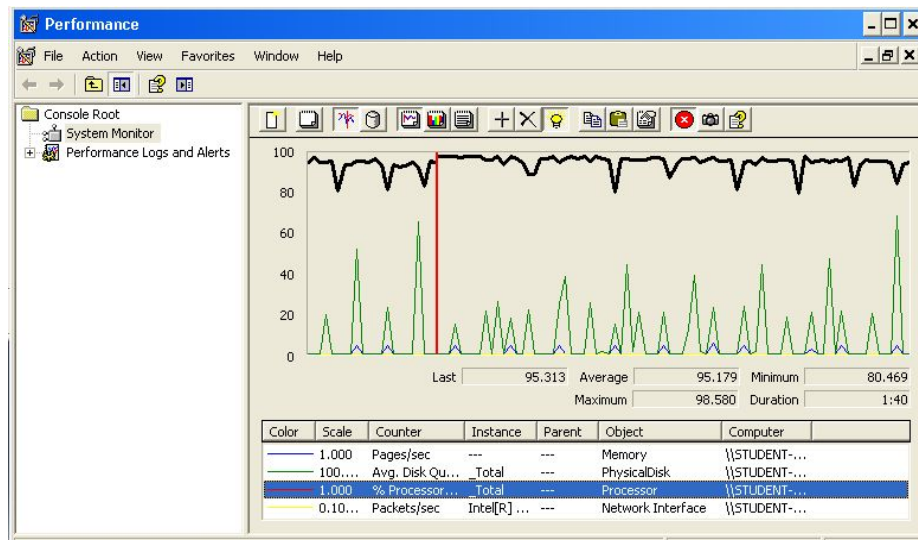 Performance
File Action View Favorites Window Help
Console Root
System Monitor
Performance Logs and Alerts
100
80
60
40
20
0
Last 95.313 Average 95.179 Minimum 80.469
Maximum 98.580 Duration 1:40
Color Scale Counter Instance Parent Object Computer
1.000 Pages/sec --- --- Memory \\STUDENT-...
100.... Avg. Disk Qu... _Total --- PhysicalDisk \\STUDENT-...
1.000 % Processor... _Total --- Processor \\STUDENT-...
0.10... Packets/sec Intel[R] ... --- Network Interface \\STUDENT-...